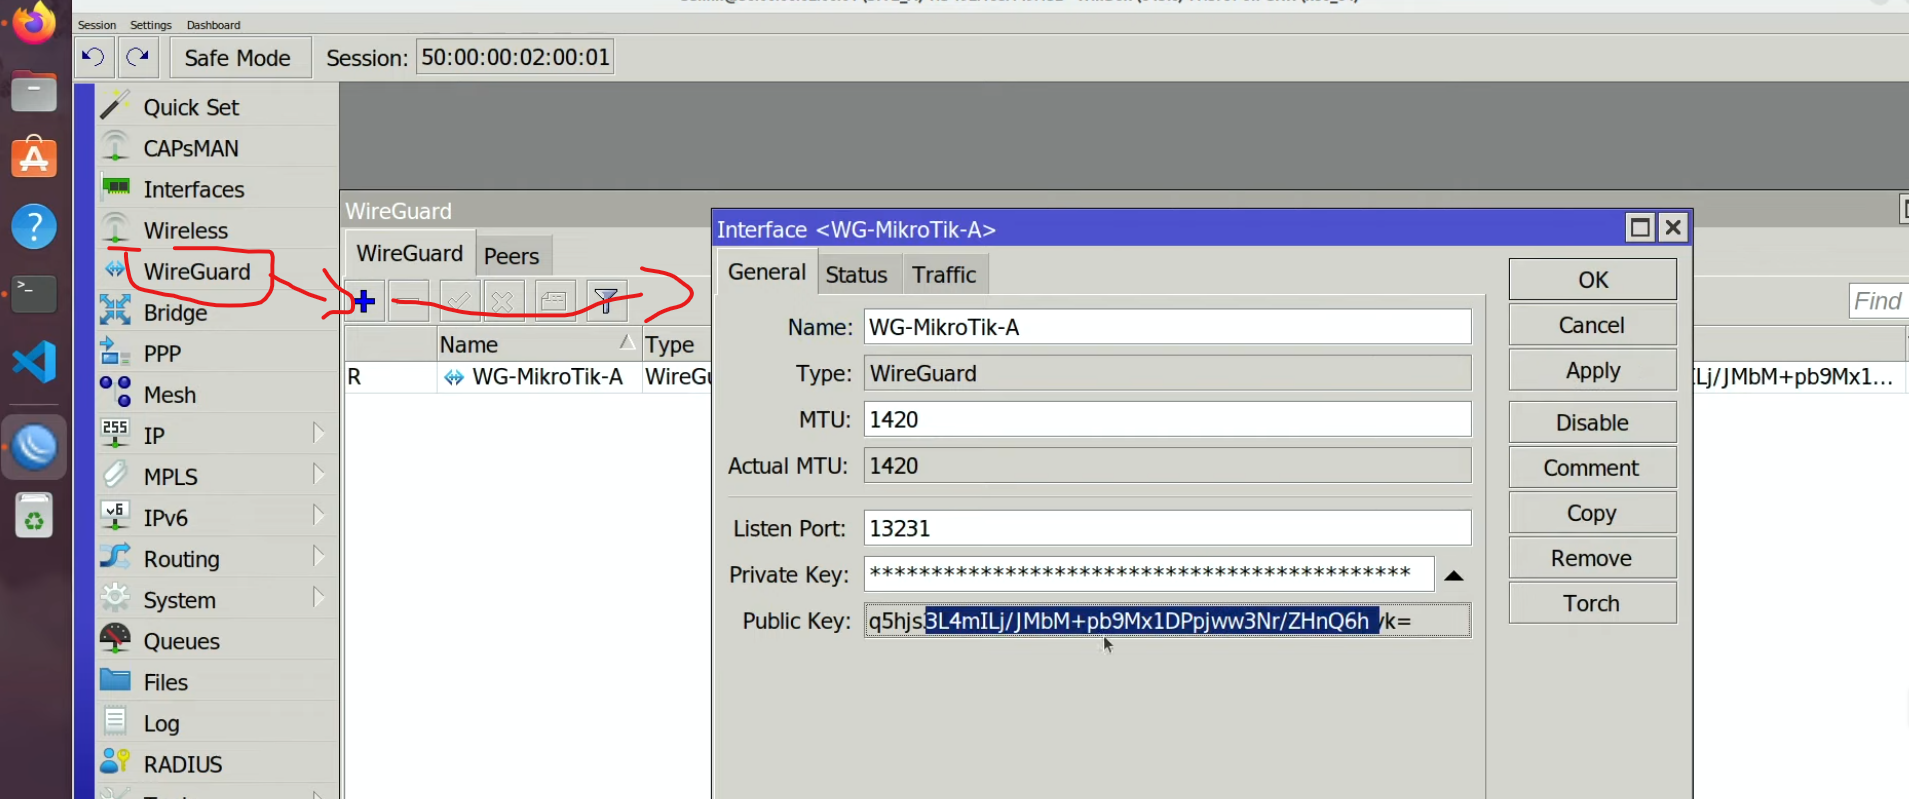 Session Settings Dashboard
Safe Mode Session: 50:00:00:02:00:01
Quick Set
CAPsMAN
Interfaces
Wireless
WireGuard
Bridge
PPP
Mesh
255
IP
MPLS
v6
IPv6
Routing
System
Queues
Files
Log
RADIUS
WireGuard
WireGuard Peers
Find
Name Type
R WG-MikroTik-A WireGu
Lj/JMbM+pb9Mx1...
Interface <WG-MikroTik-A>
General Status Traffic
Name: WG-MikroTik-A
Type: WireGuard
MTU: 1420
Actual MTU: 1420
Listen Port: 13231
Private Key: ********************************************
Public Key: q5hjs3L4mILj/JMbM+pb9Mx1DPpjww3Nr/ZHnQ6h
OK
Cancel
Apply
Disable
Comment
Copy
Remove
Torch